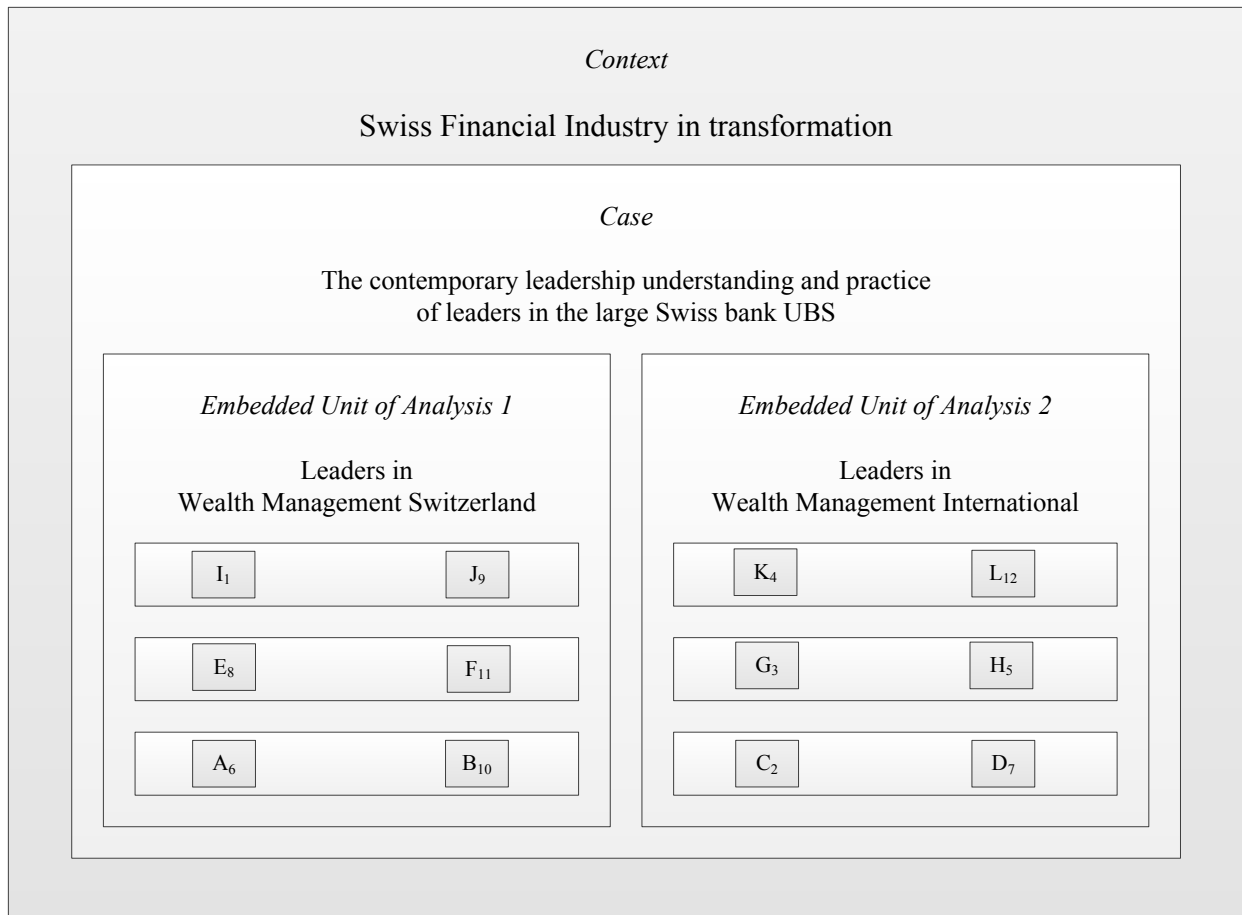 Context
Swiss Financial Industry in transformation
Case
The contemporary leadership understanding and practice
of leaders in the large Swiss bank UBS
Embedded Unit of Analysis 1
Leaders in
Wealth Management Switzerland
I₁
J₉
E₈
F₁₁
A₆
B₁₀
Embedded Unit of Analysis 2
Leaders in
Wealth Management International
K₄
L₁₂
G₃
H₅
C₂
D₇